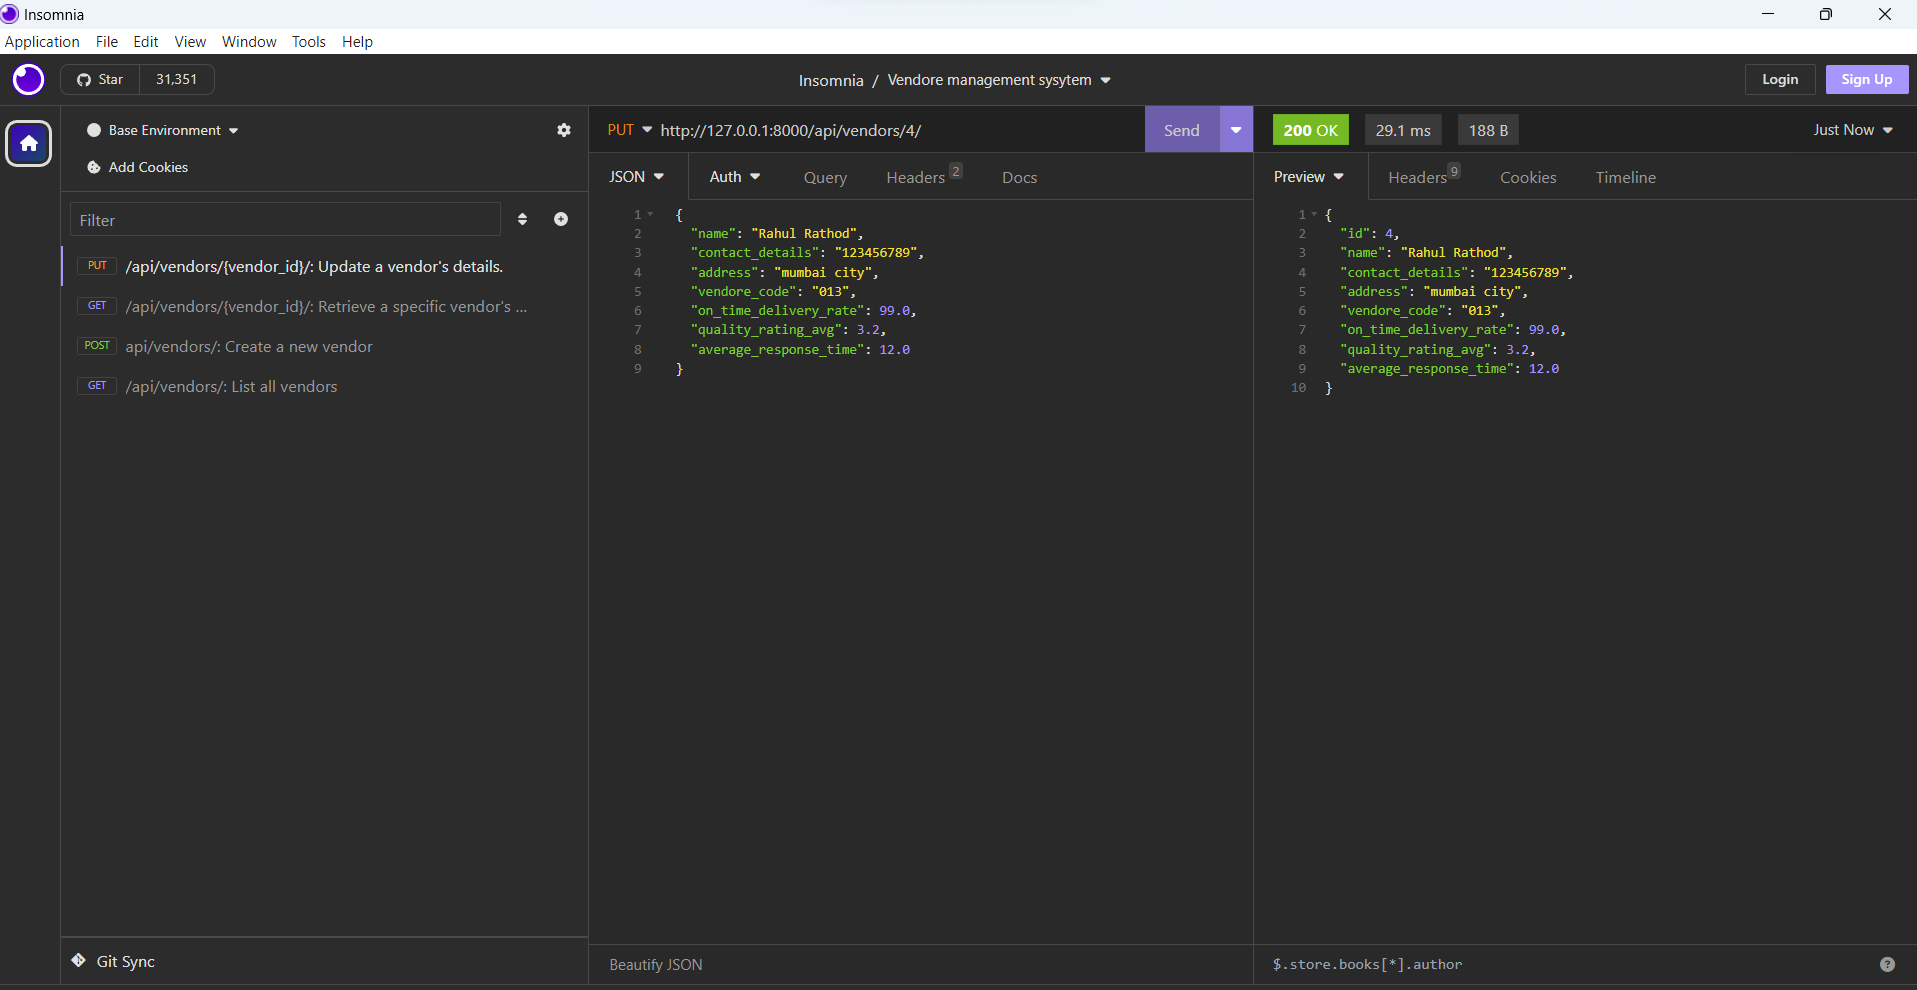 Insomnia
Application File Edit View Window Tools Help
Star 31,351
Insomnia / Vendore management sysytem
Login Sign Up
Base Environment
Add Cookies
Filter
PUT /api/vendors/{vendor_id}/: Update a vendor's details.
GET /api/vendors/{vendor_id}/: Retrieve a specific vendor's ...
POST api/vendors/: Create a new vendor
GET /api/vendors/: List all vendors
Git Sync
PUT http://127.0.0.1:8000/api/vendors/4/ Send
JSON Auth Query Headers 2 Docs
1 {
2 "name": "Rahul Rathod",
3 "contact_details": "123456789",
4 "address": "mumbai city",
5 "vendore_code": "013",
6 "on_time_delivery_rate": 99.0,
7 "quality_rating_avg": 3.2,
8 "average_response_time": 12.0
9 }
Beautify JSON
200 OK 29.1 ms 188 B Just Now
Preview Headers 9 Cookies Timeline
1 {
2 "id": 4,
3 "name": "Rahul Rathod",
4 "contact_details": "123456789",
5 "address": "mumbai city",
6 "vendore_code": "013",
7 "on_time_delivery_rate": 99.0,
8 "quality_rating_avg": 3.2,
9 "average_response_time": 12.0
10 }
$.store.books[*].author ?